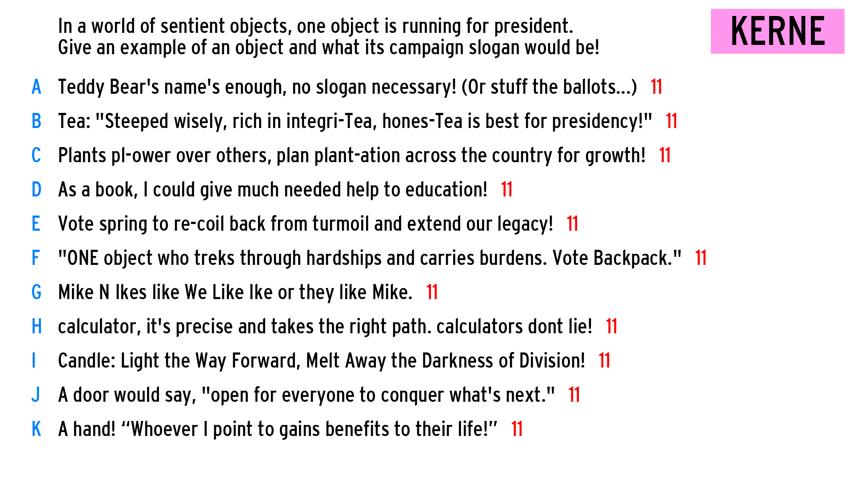 In a world of sentient objects, one object is running for president.
Give an example of an object and what its campaign slogan would be!
KERNE
A Teddy Bear's name's enough, no slogan necessary! (Or stuff the ballots...) 11
B Tea: "Steeped wisely, rich in integri-Tea, hones-Tea is best for presidency!" 11
C Plants pl-ower over others, plan plant-ation across the country for growth! 11
D As a book, I could give much needed help to education! 11
E Vote spring to re-coil back from turmoil and extend our legacy! 11
F "ONE object who treks through hardships and carries burdens. Vote Backpack." 11
G Mike N Ikes like We Like Ike or they like Mike. 11
H calculator, it's precise and takes the right path. calculators dont lie! 11
I Candle: Light the Way Forward, Melt Away the Darkness of Division! 11
J A door would say, "open for everyone to conquer what's next." 11
K A hand! “Whoever I point to gains benefits to their life!” 11